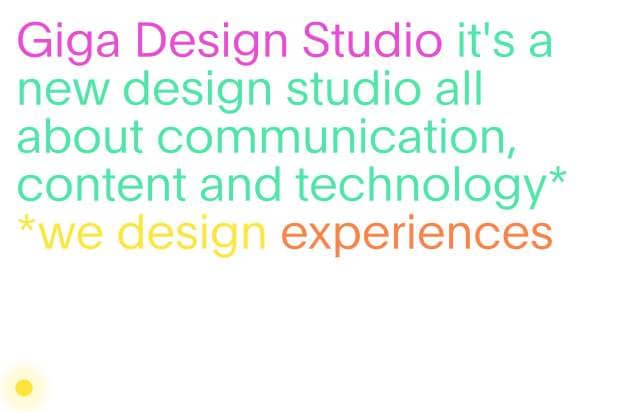 Giga Design Studio it's a
new design studio all
about communication,
content and technology*
*we design experiences